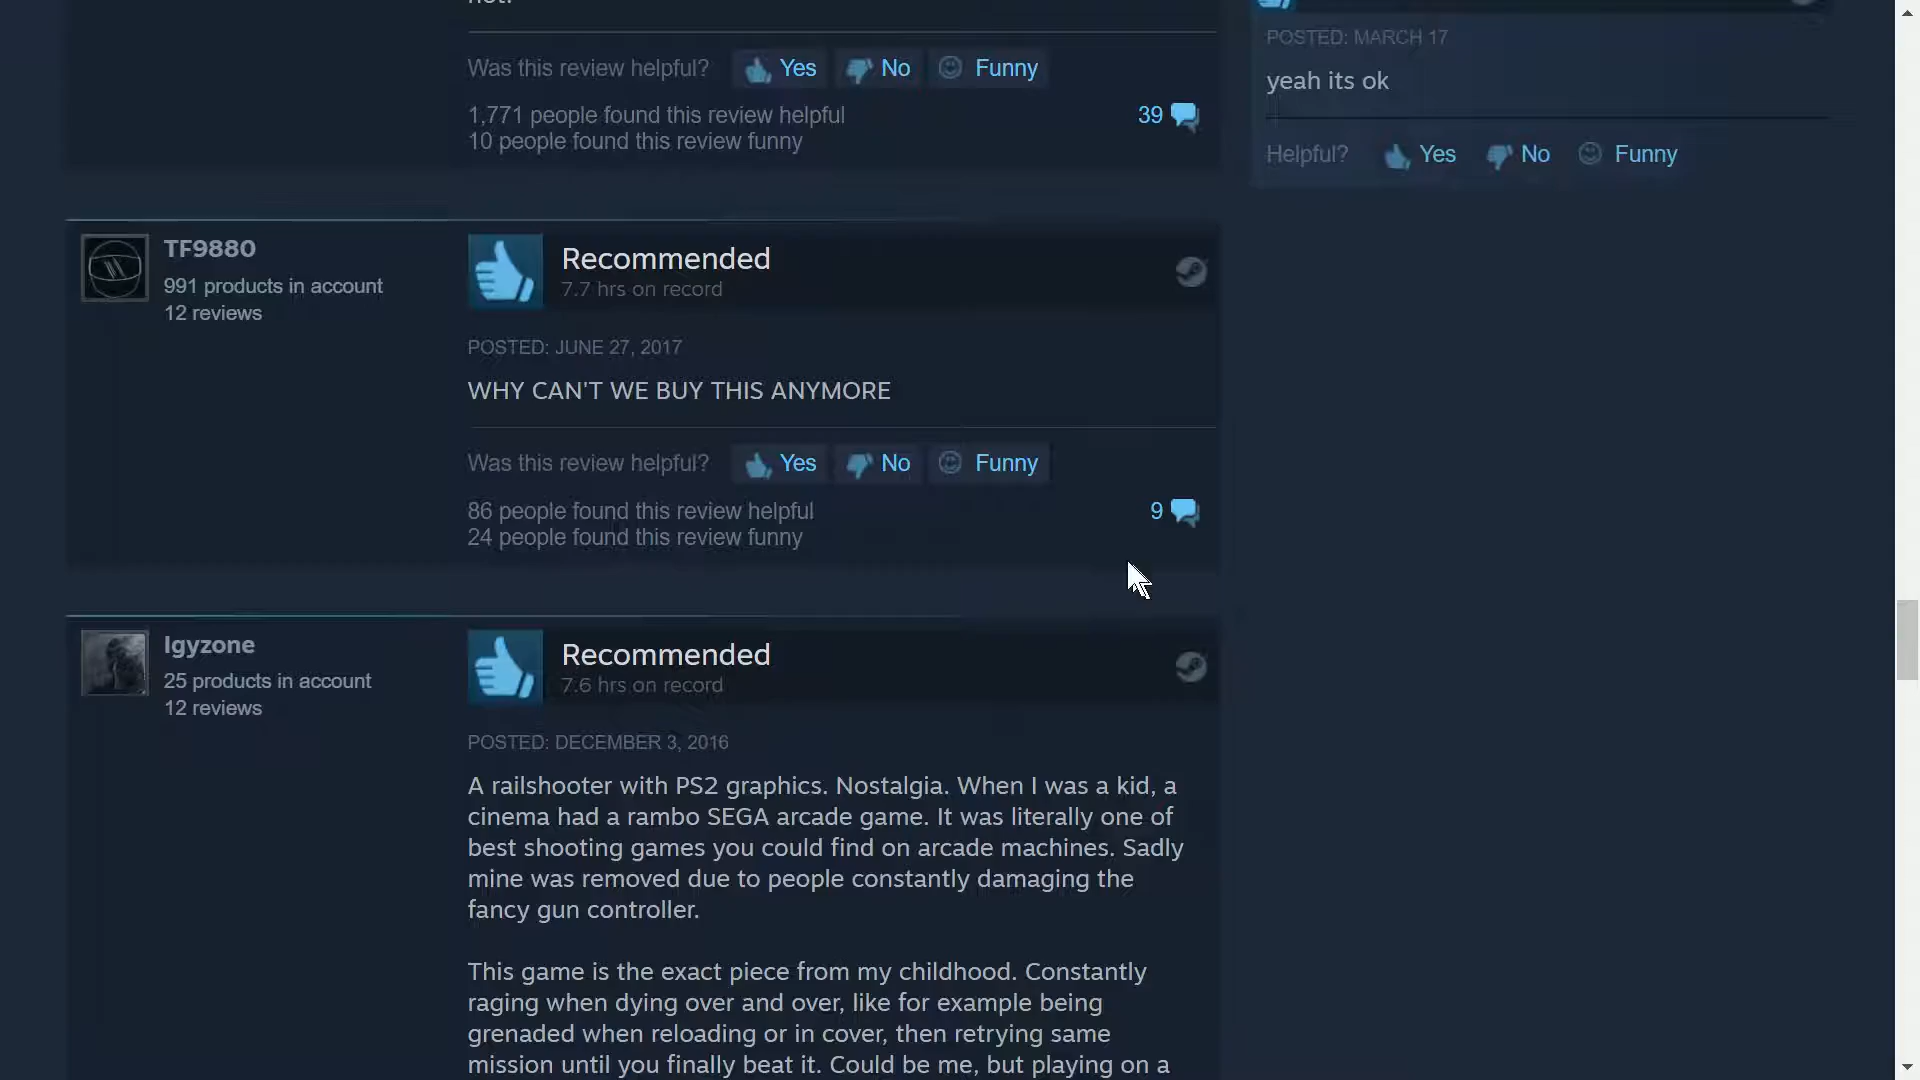 Was this review helpful? Yes No Funny
1,771 people found this review helpful
39
10 people found this review funny
POSTED: MARCH 17
yeah its ok
Helpful? Yes No Funny
TF9880
991 products in account
12 reviews
Recommended
7.7 hrs on record
POSTED: JUNE 27, 2017
WHY CAN'T WE BUY THIS ANYMORE
Was this review helpful? Yes No Funny
86 people found this review helpful
9
24 people found this review funny
Igyzone
25 products in account
12 reviews
Recommended
7.6 hrs on record
POSTED: DECEMBER 3, 2016
A railshooter with PS2 graphics. Nostalgia. When I was a kid, a
cinema had a rambo SEGA arcade game. It was literally one of
best shooting games you could find on arcade machines. Sadly
mine was removed due to people constantly damaging the
fancy gun controller.
This game is the exact piece from my childhood. Constantly
raging when dying over and over, like for example being
grenaded when reloading or in cover, then retrying same
mission until you finally beat it. Could be me, but playing on a